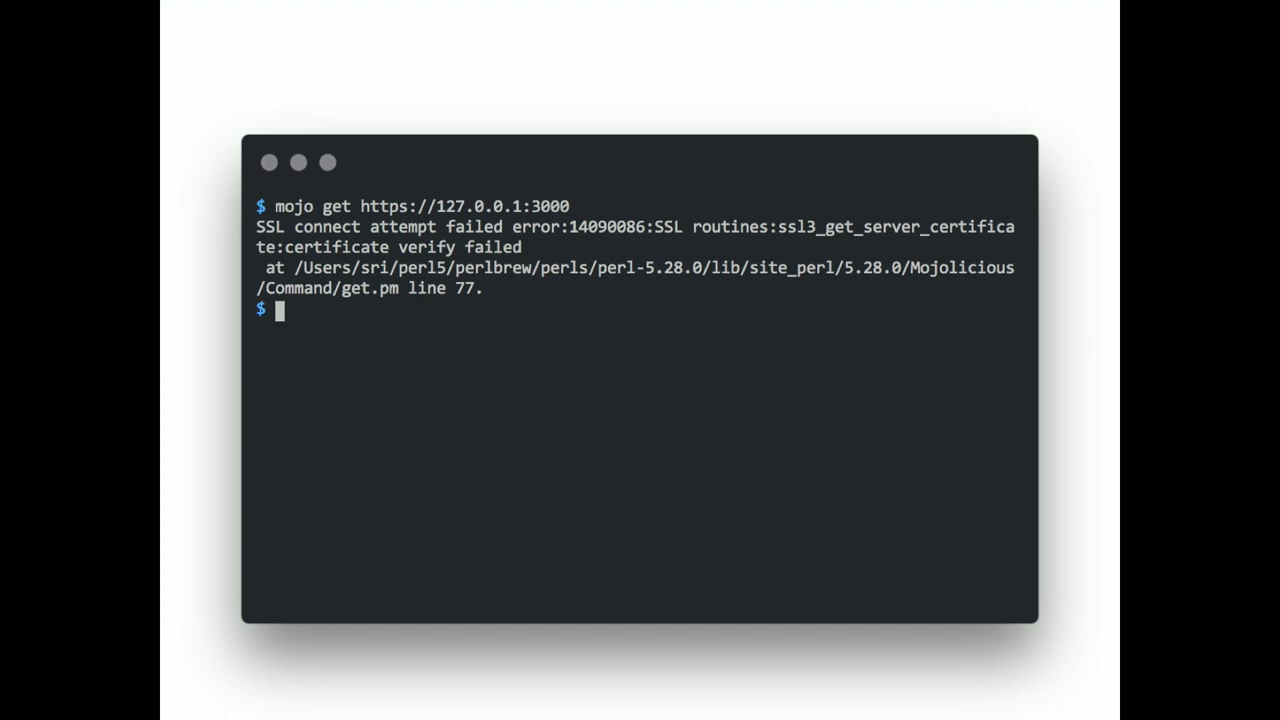 $ mojo get https://127.0.0.1:3000
SSL connect attempt failed error:14090086:SSL routines:ssl3_get_server_certifica
te:certificate verify failed
 at /Users/sri/perl5/perlbrew/perls/perl-5.28.0/lib/site_perl/5.28.0/Mojolicious
/Command/get.pm line 77.
$